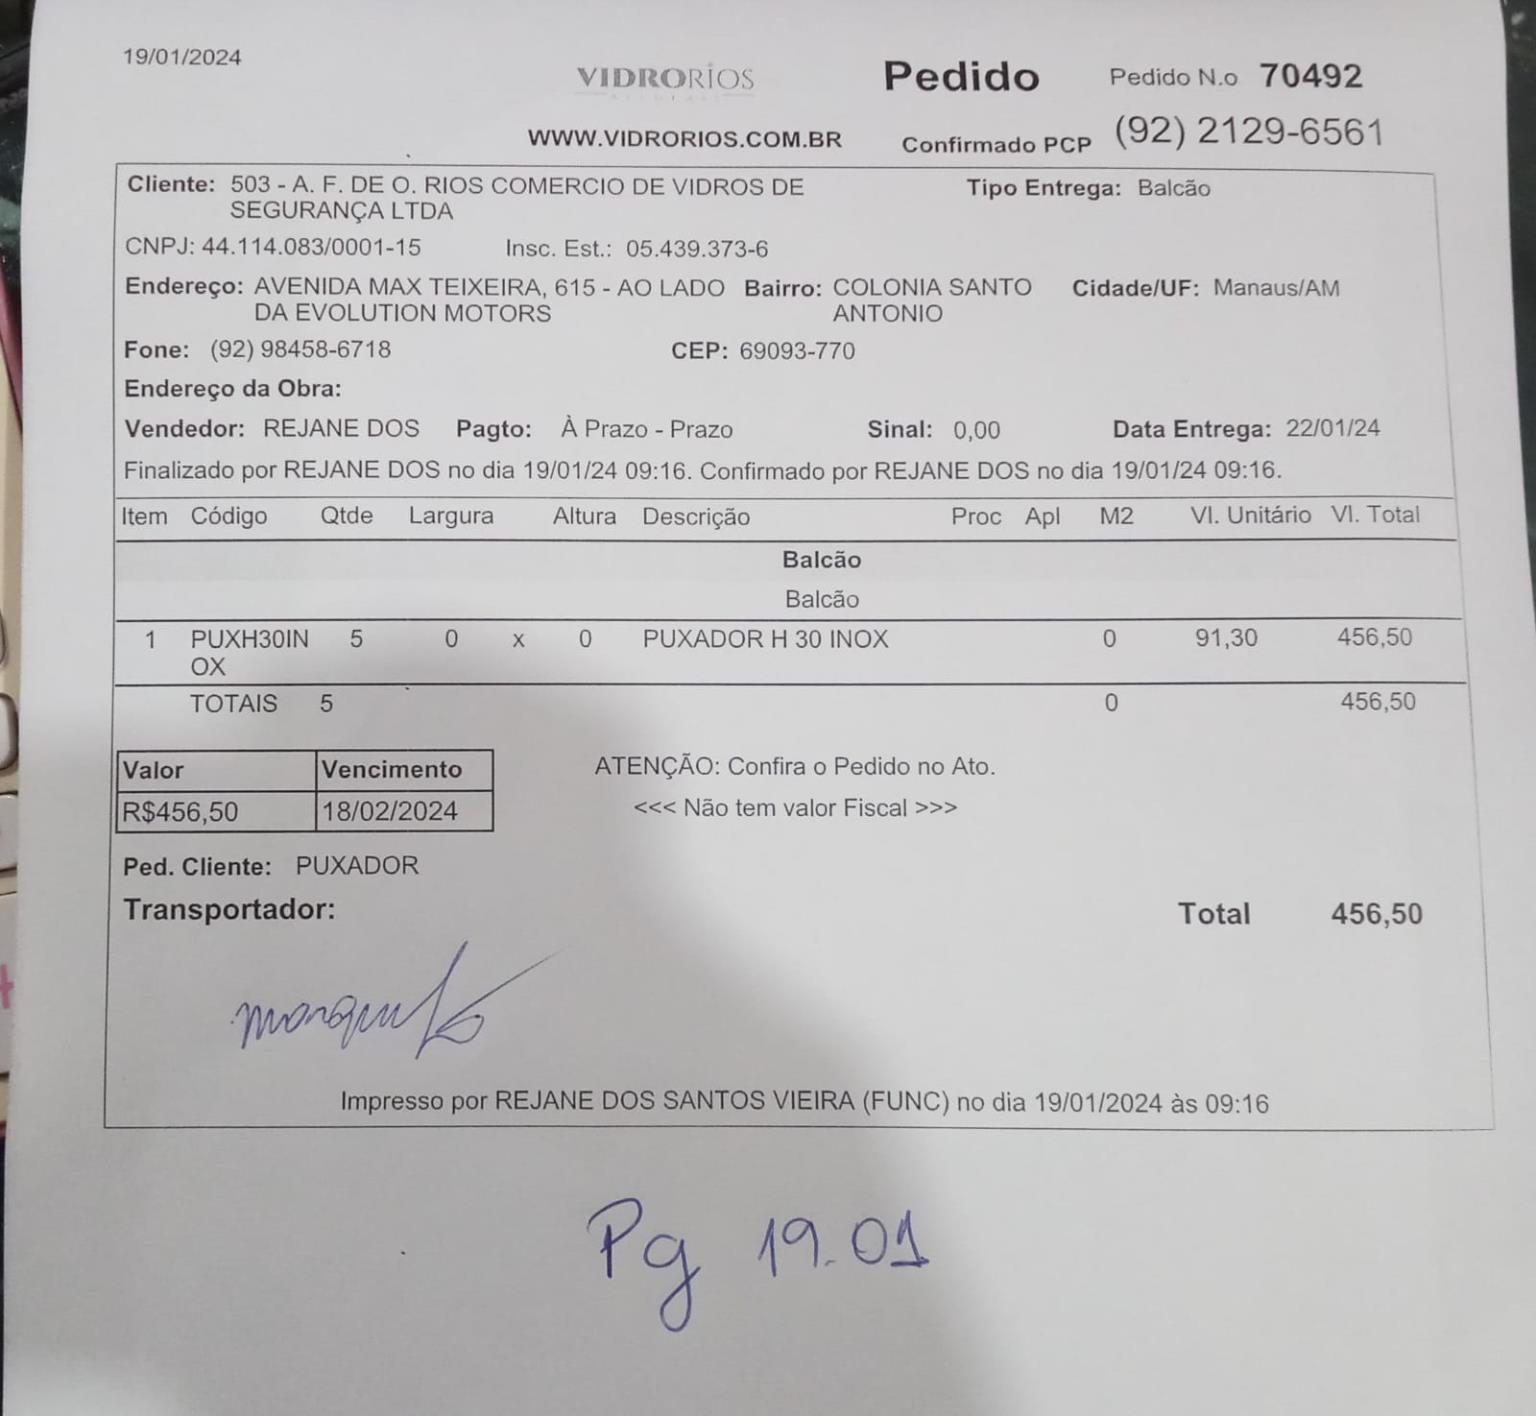 19/01/2024
VIDRORIOS
Pedido
Pedido N.o 70492
WWW.VIDRORIOS.COM.BR
Confirmado PCP (92) 2129-6561
Cliente: 503 - A. F. DE O. RIOS COMERCIO DE VIDROS DE Tipo Entrega: Balcão
SEGURANÇA LTDA
CNPJ: 44.114.083/0001-15 Insc. Est.: 05.439.373-6
Endereço: AVENIDA MAX TEIXEIRA, 615 - AO LADO Bairro: COLONIA SANTO Cidade/UF: Manaus/AM
DA EVOLUTION MOTORS ANTONIO
Fone: (92) 98458-6718 CEP: 69093-770
Endereço da Obra:
Vendedor: REJANE DOS Pagto: À Prazo - Prazo Sinal: 0,00 Data Entrega: 22/01/24
Finalizado por REJANE DOS no dia 19/01/24 09:16. Confirmado por REJANE DOS no dia 19/01/24 09:16.
Item Código Qtde Largura Altura Descrição Proc Apl M2 Vl. Unitário Vl. Total
Balcão
Balcão
1 PUXH30IN 5 0 x 0 PUXADOR H 30 INOX 0 91,30 456,50
OX
TOTAIS 5 0 456,50
Valor Vencimento
R$456,50 18/02/2024
ATENÇÃO: Confira o Pedido no Ato.
<<< Não tem valor Fiscal >>>
Ped. Cliente: PUXADOR
Transportador:
Total 456,50
Impresso por REJANE DOS SANTOS VIEIRA (FUNC) no dia 19/01/2024 às 09:16
Pg 19.01